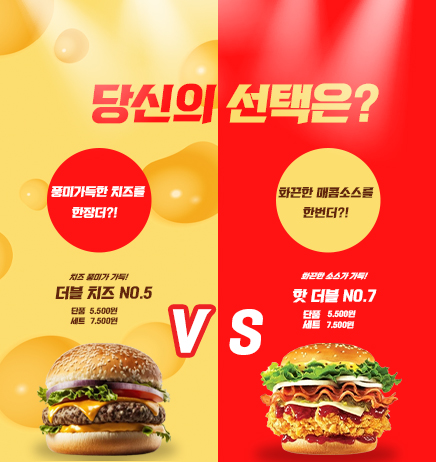 당신의 선택은?
풍미가득한 치즈를
한장더?!
화끈한 매콤소스를
한번더?!
치즈 풍미가 가득!
더블 치즈 NO.5
단품 5.500원
세트 7.500원
화끈한 소스가 가득!
핫 더블 NO.7
단품 5.500원
세트 7.500원
VS